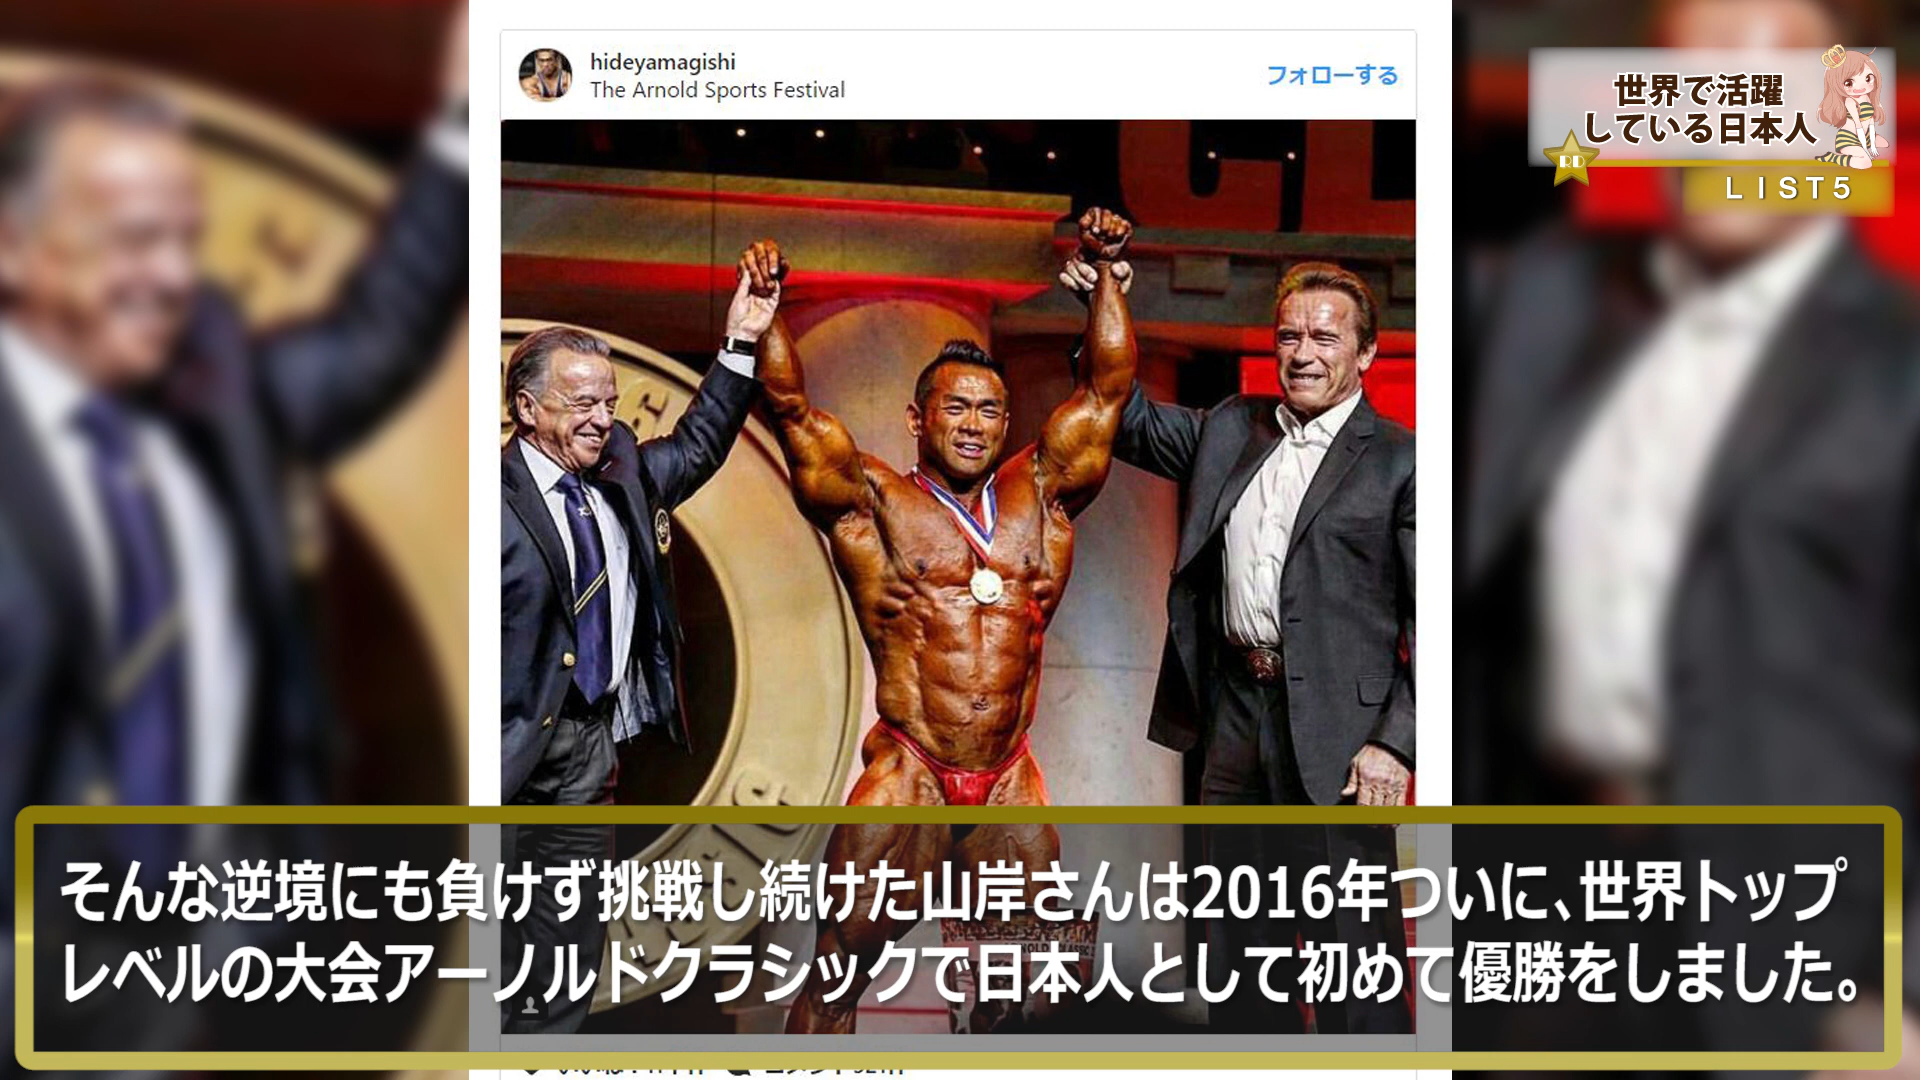 hideyamagishi
The Arnold Sports Festival
フォローする
世界で活躍
している日本人
RD
LIST5
そんな逆境にも負けず挑戦し続けた山岸さんは2016年ついに、世界トップ
レベルの大会アーノルドクラシックで日本人として初めて優勝をしました。